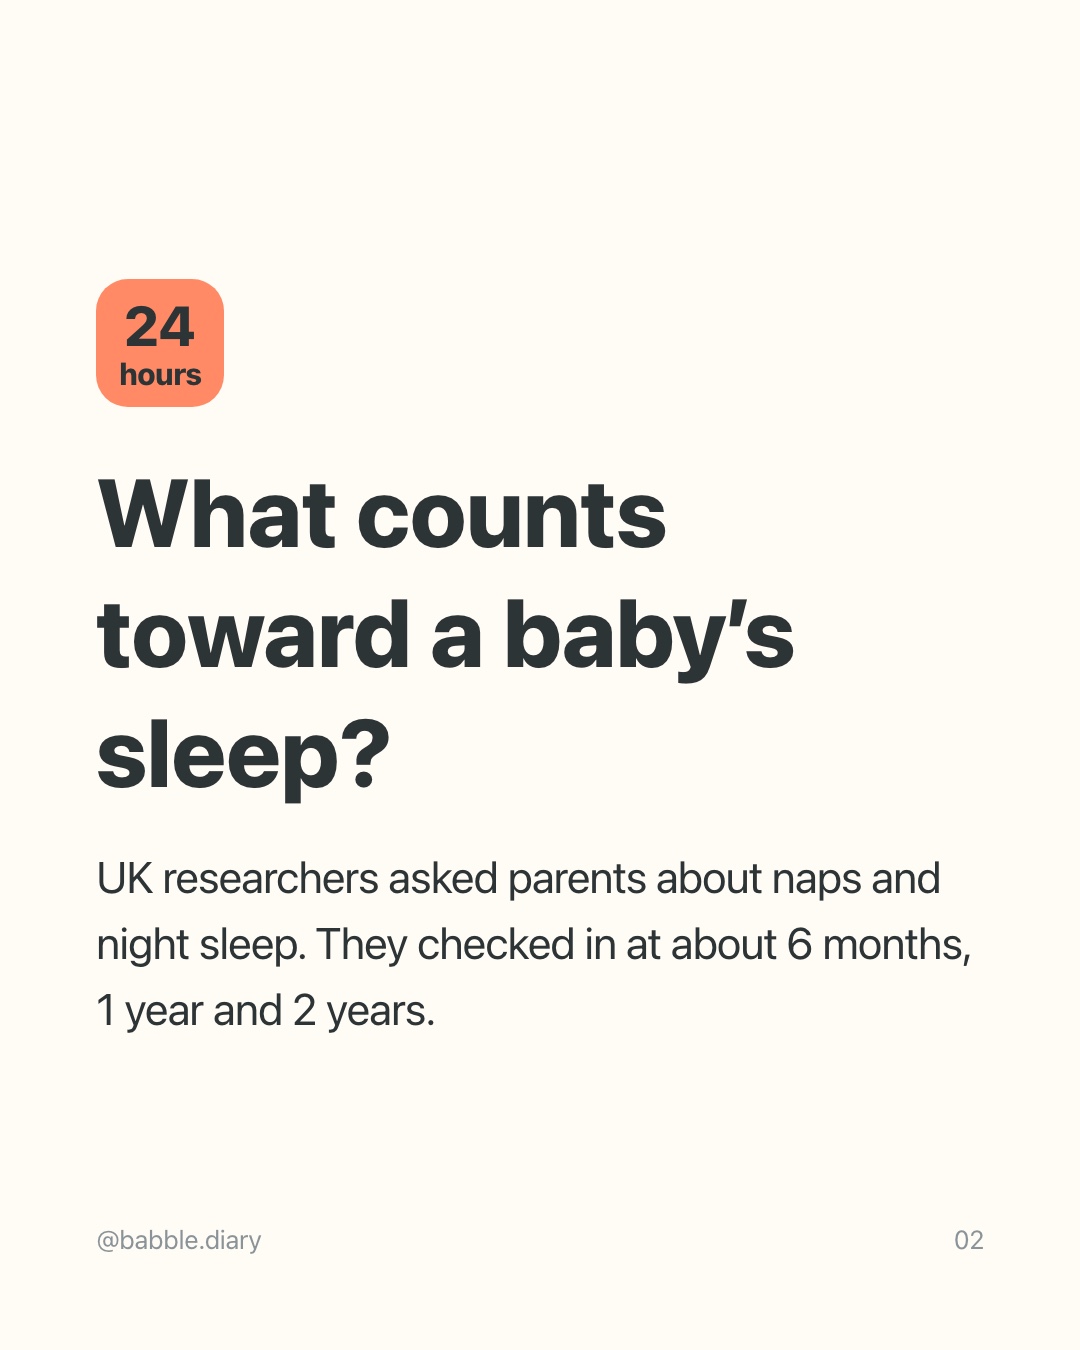 24
hours
What counts
toward a baby’s
sleep?
UK researchers asked parents about naps and
night sleep. They checked in at about 6 months,
1 year and 2 years.
@babble.diary
02